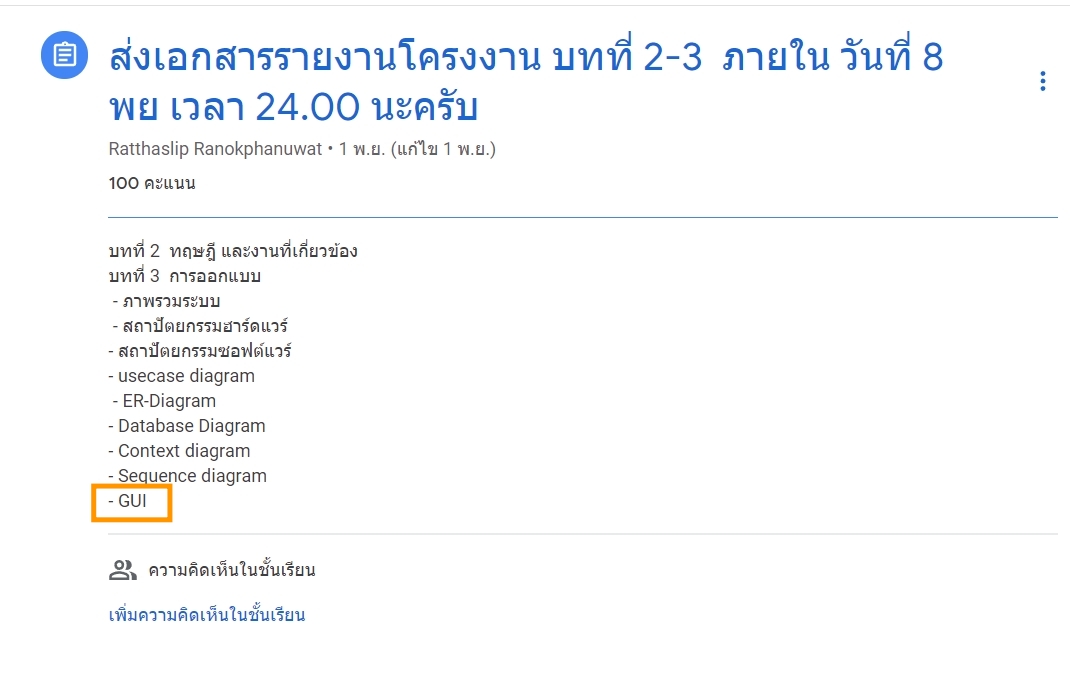 ส่งเอกสารรายงานโครงงาน บทที่ 2-3 ภายใน วันที่ 8
พย เวลา 24.00 นะครับ
Ratthaslip Ranokphanuwat • 1 พ.ย. (แก้ไข 1 พ.ย.)
100 คะแนน
บทที่ 2 ทฤษฎี และงานที่เกี่ยวข้อง
บทที่ 3 การออกแบบ
- ภาพรวมระบบ
- สถาปัตยกรรมฮาร์ดแวร์
- สถาปัตยกรรมซอฟต์แวร์
- usecase diagram
- ER-Diagram
- Database Diagram
- Context diagram
- Sequence diagram
- GUI
ความคิดเห็นในชั้นเรียน
เพิ่มความคิดเห็นในชั้นเรียน